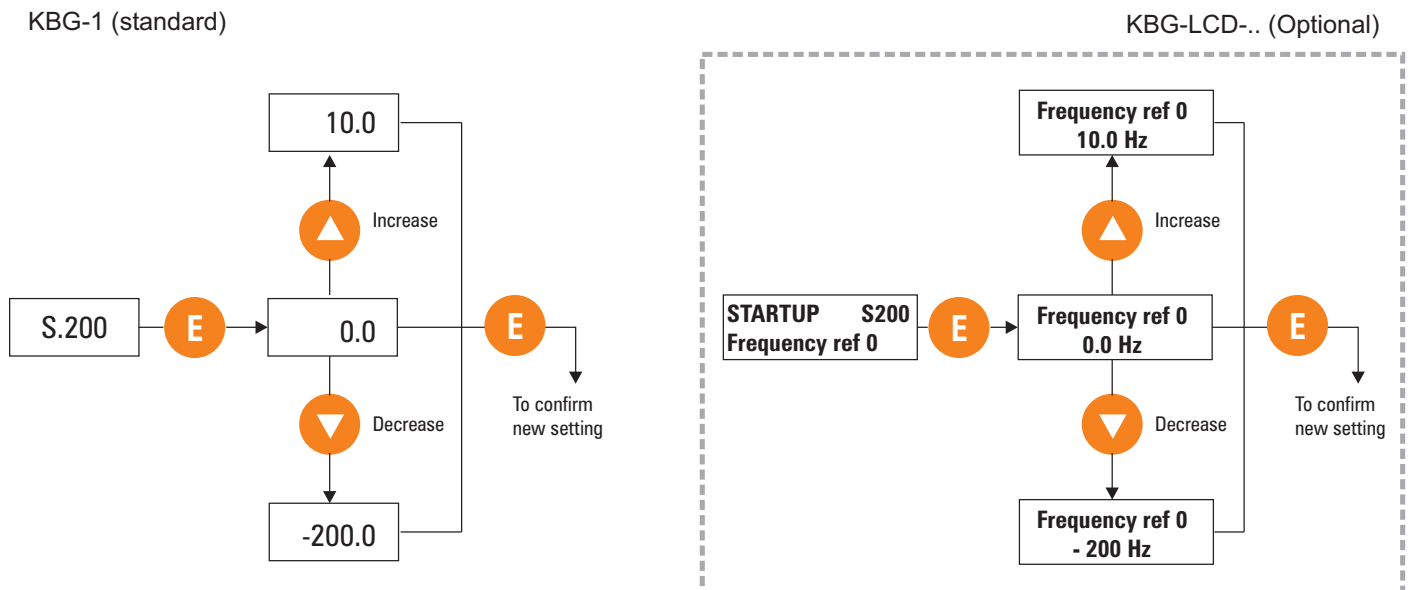 KBG-1 (standard)
10.0
Increase
S.200
E
0.0
E
To confirm
new setting
Decrease
-200.0
KBG-LCD-.. (Optional)
Frequency ref 0
10.0 Hz
Increase
STARTUP S200
Frequency ref 0
E
Frequency ref 0
0.0 Hz
E
To confirm
new setting
Decrease
Frequency ref 0
- 200 Hz